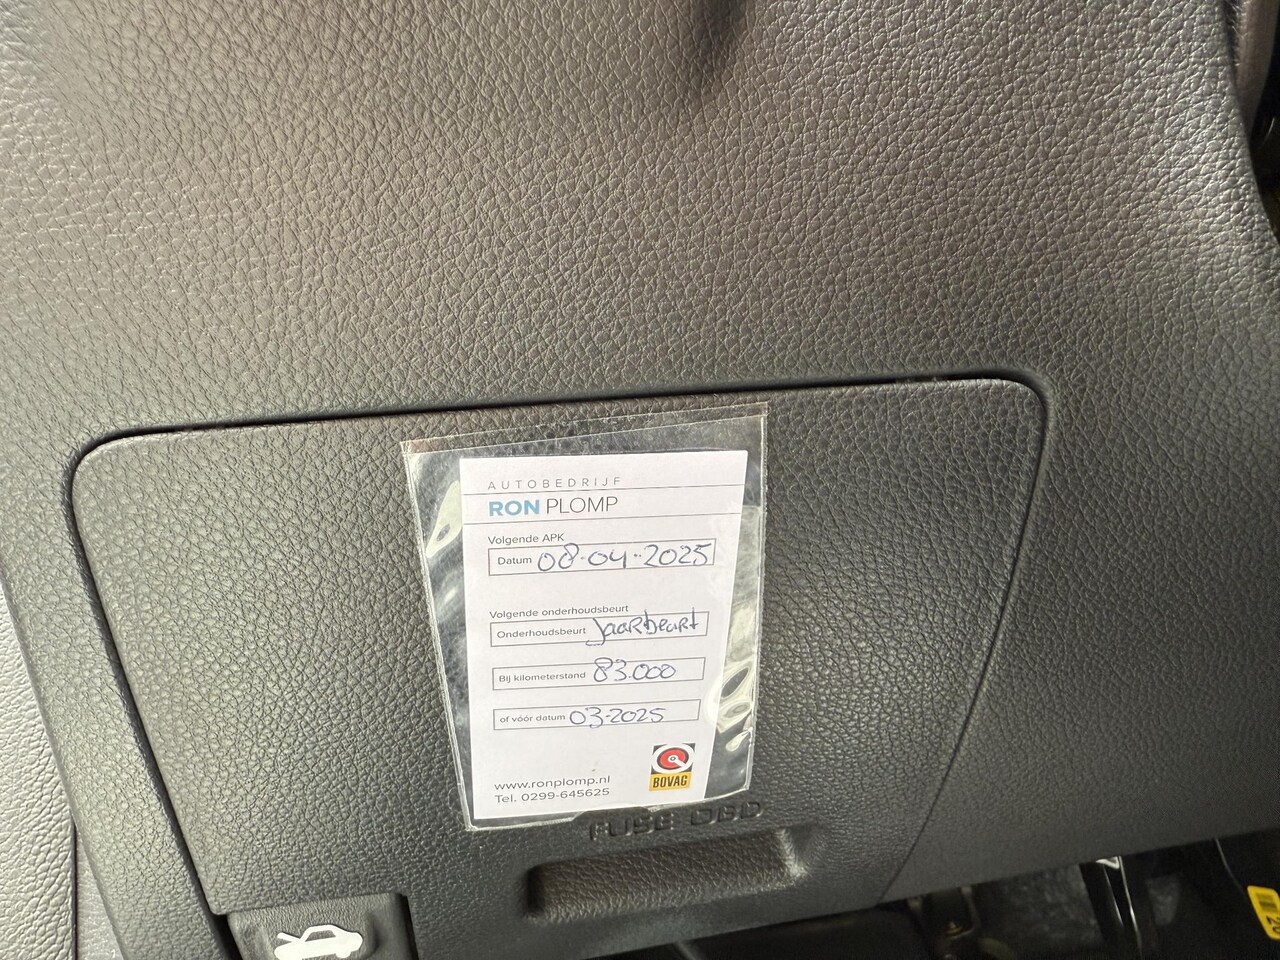 AUTOBEDRIJF
RON PLOMP
Volgende APK
Datum 08-04-2025
Volgende onderhoudsbeurt
Onderhoudsbeurt Jaarbeurt
Bij kilometerstand 83.000
of vóór datum 03-2025
BOVAG
www.ronplomp.nl
Tel. 0299-645625
FUSE OBD